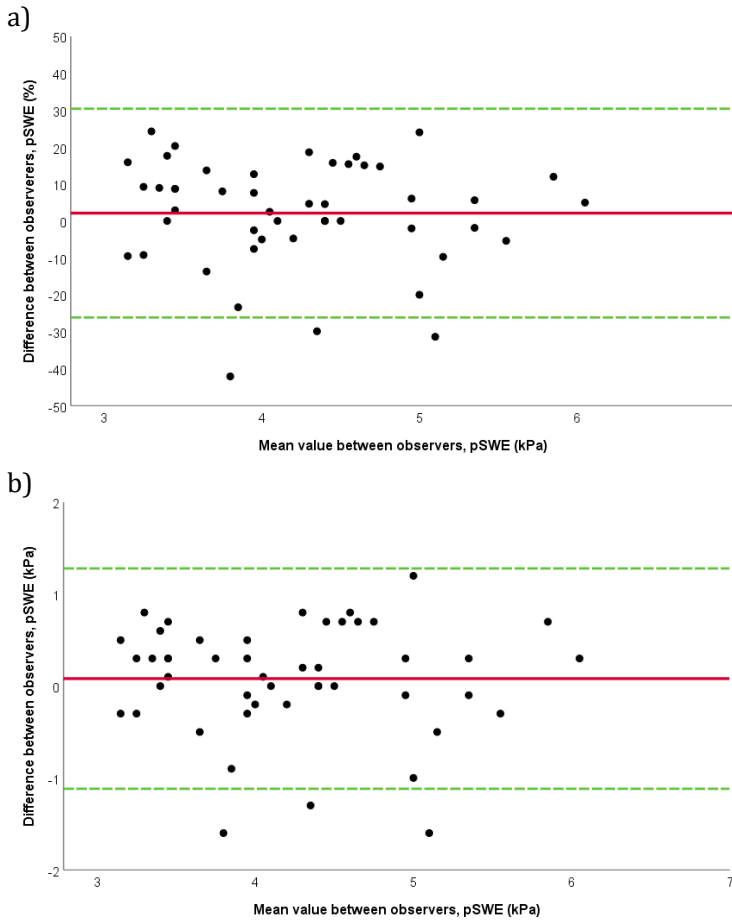 a)
50
40
30
20
10
0
-10
-20
-30
-40
-50
Difference between observerers, pSWE (%)
3 4 5 6
Mean value between observers, pSWE (kPa)
b)
2
1
0
-1
-2
Difference between observers, pSWE (kPa)
3 4 5 6 7
Mean value between observers, pSWE (kPa)